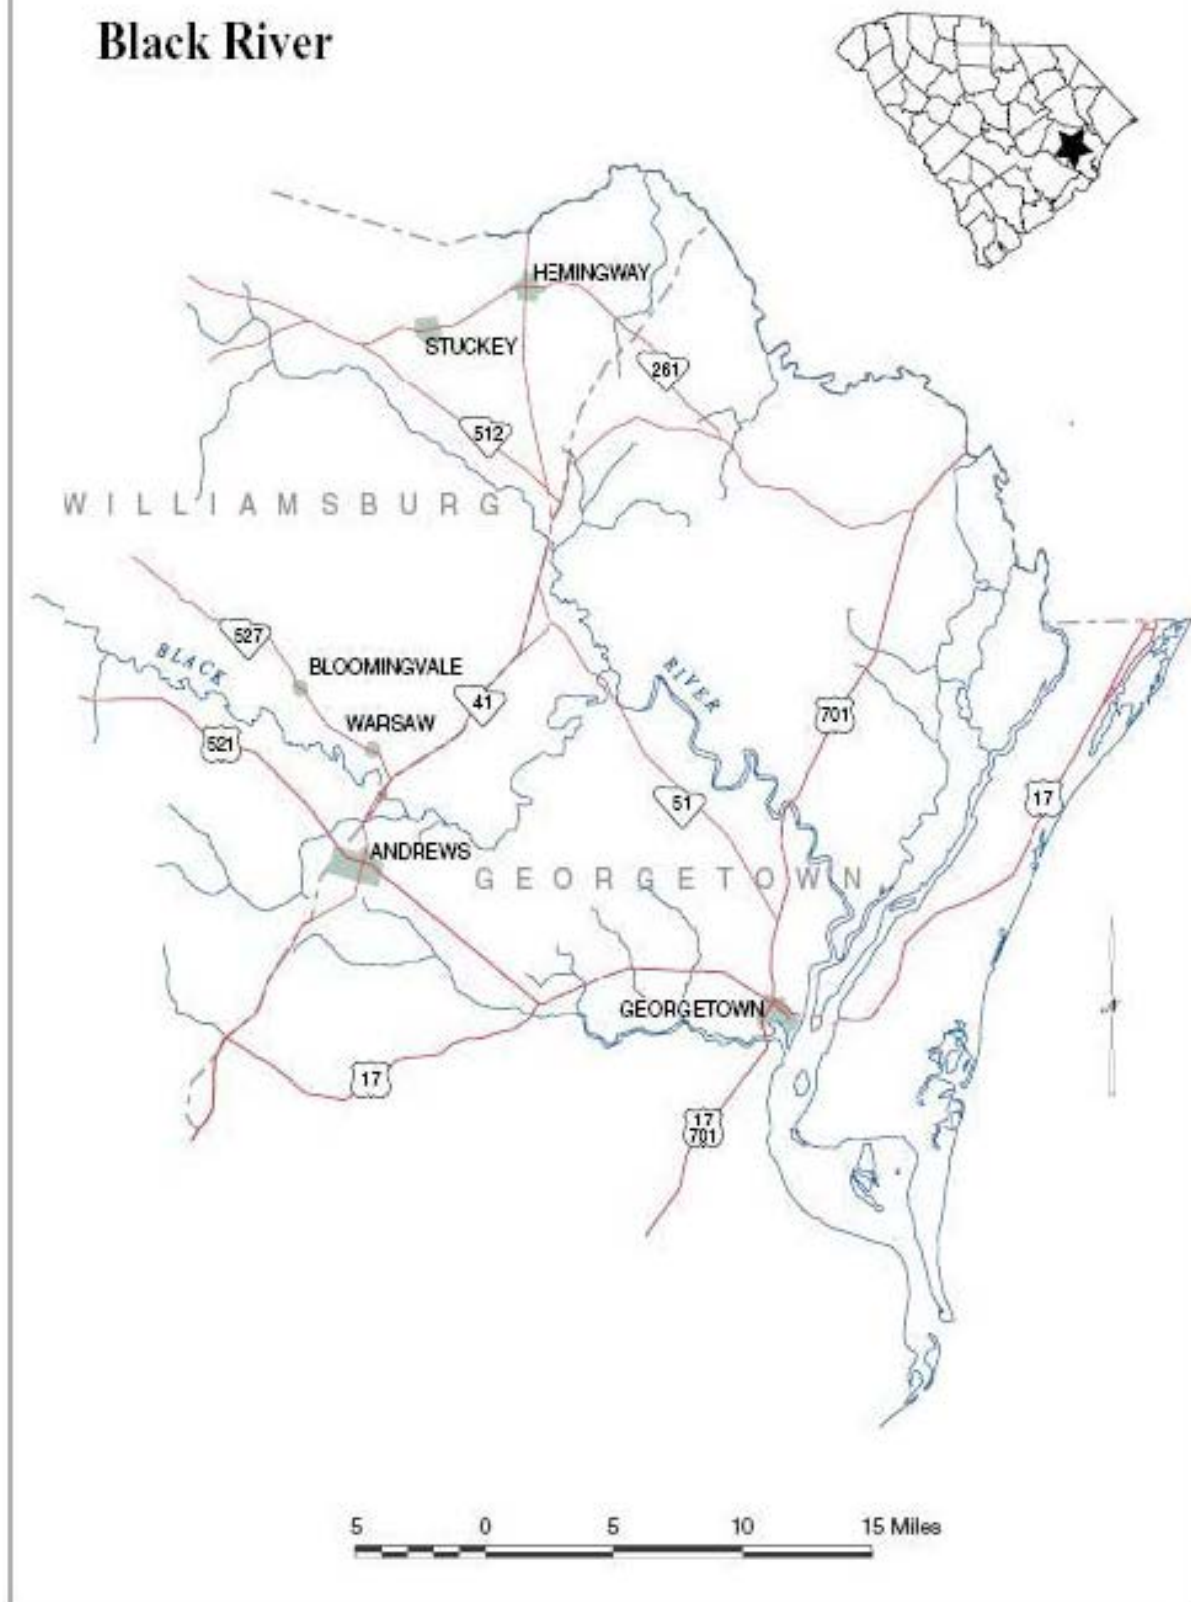 Black River
HEMINGWAY
STUCKEY
261
512
WILLIAMSBURG
527
BLACK
BLOOMINGVALE
RIVER
41
WARSAW
701
521
17
51
ANDREWS
GEORGETOWN
N
GEORGETOWN
17
17
701
5 0 5 10 15 Miles